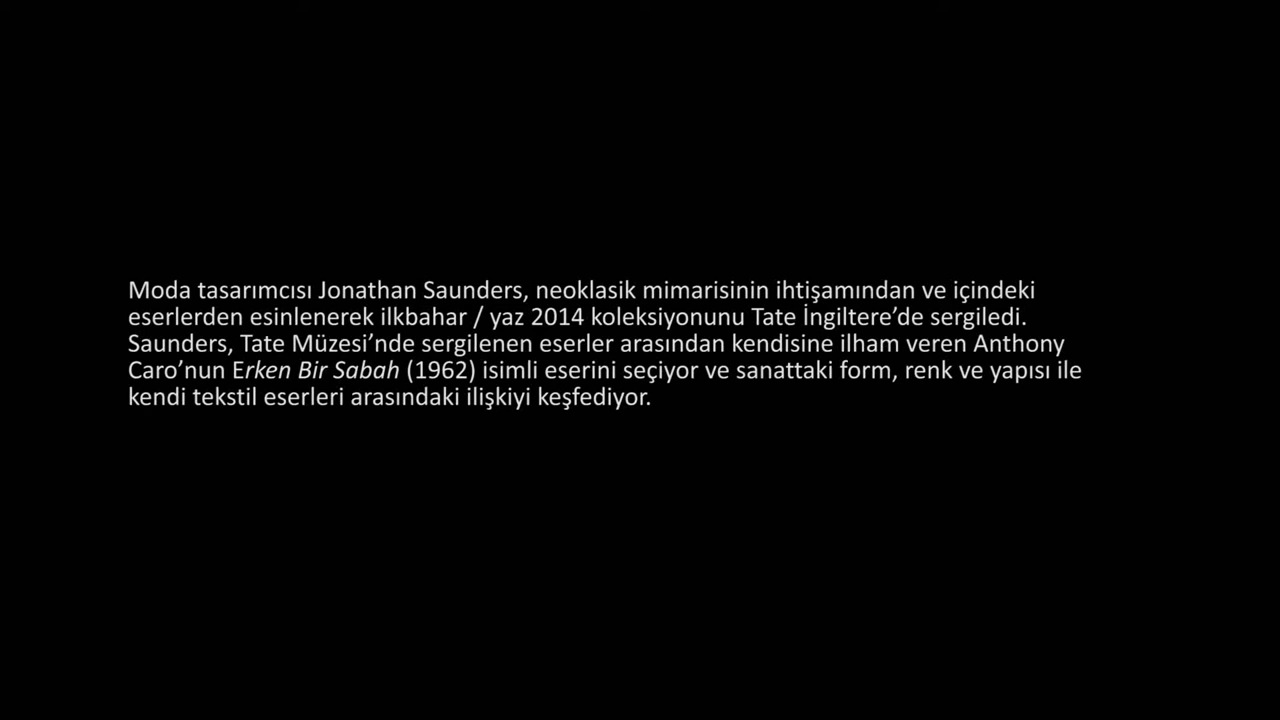 Moda tasarımcısı Jonathan Saunders, neoklasik mimarisinin ihtişamından ve içindeki
eserlerden esinlenerek ilkbahar / yaz 2014 koleksiyonunu Tate İngiltere’de sergiledi.
Saunders, Tate Müzesi’nde sergilenen eserler arasından kendisine ilham veren Anthony
Caro’nun Erken Bir Sabah (1962) isimli eserini seçiyor ve sanattaki form, renk ve yapısı ile
kendi tekstil eserleri arasındaki ilişkiyi keşfediyor.